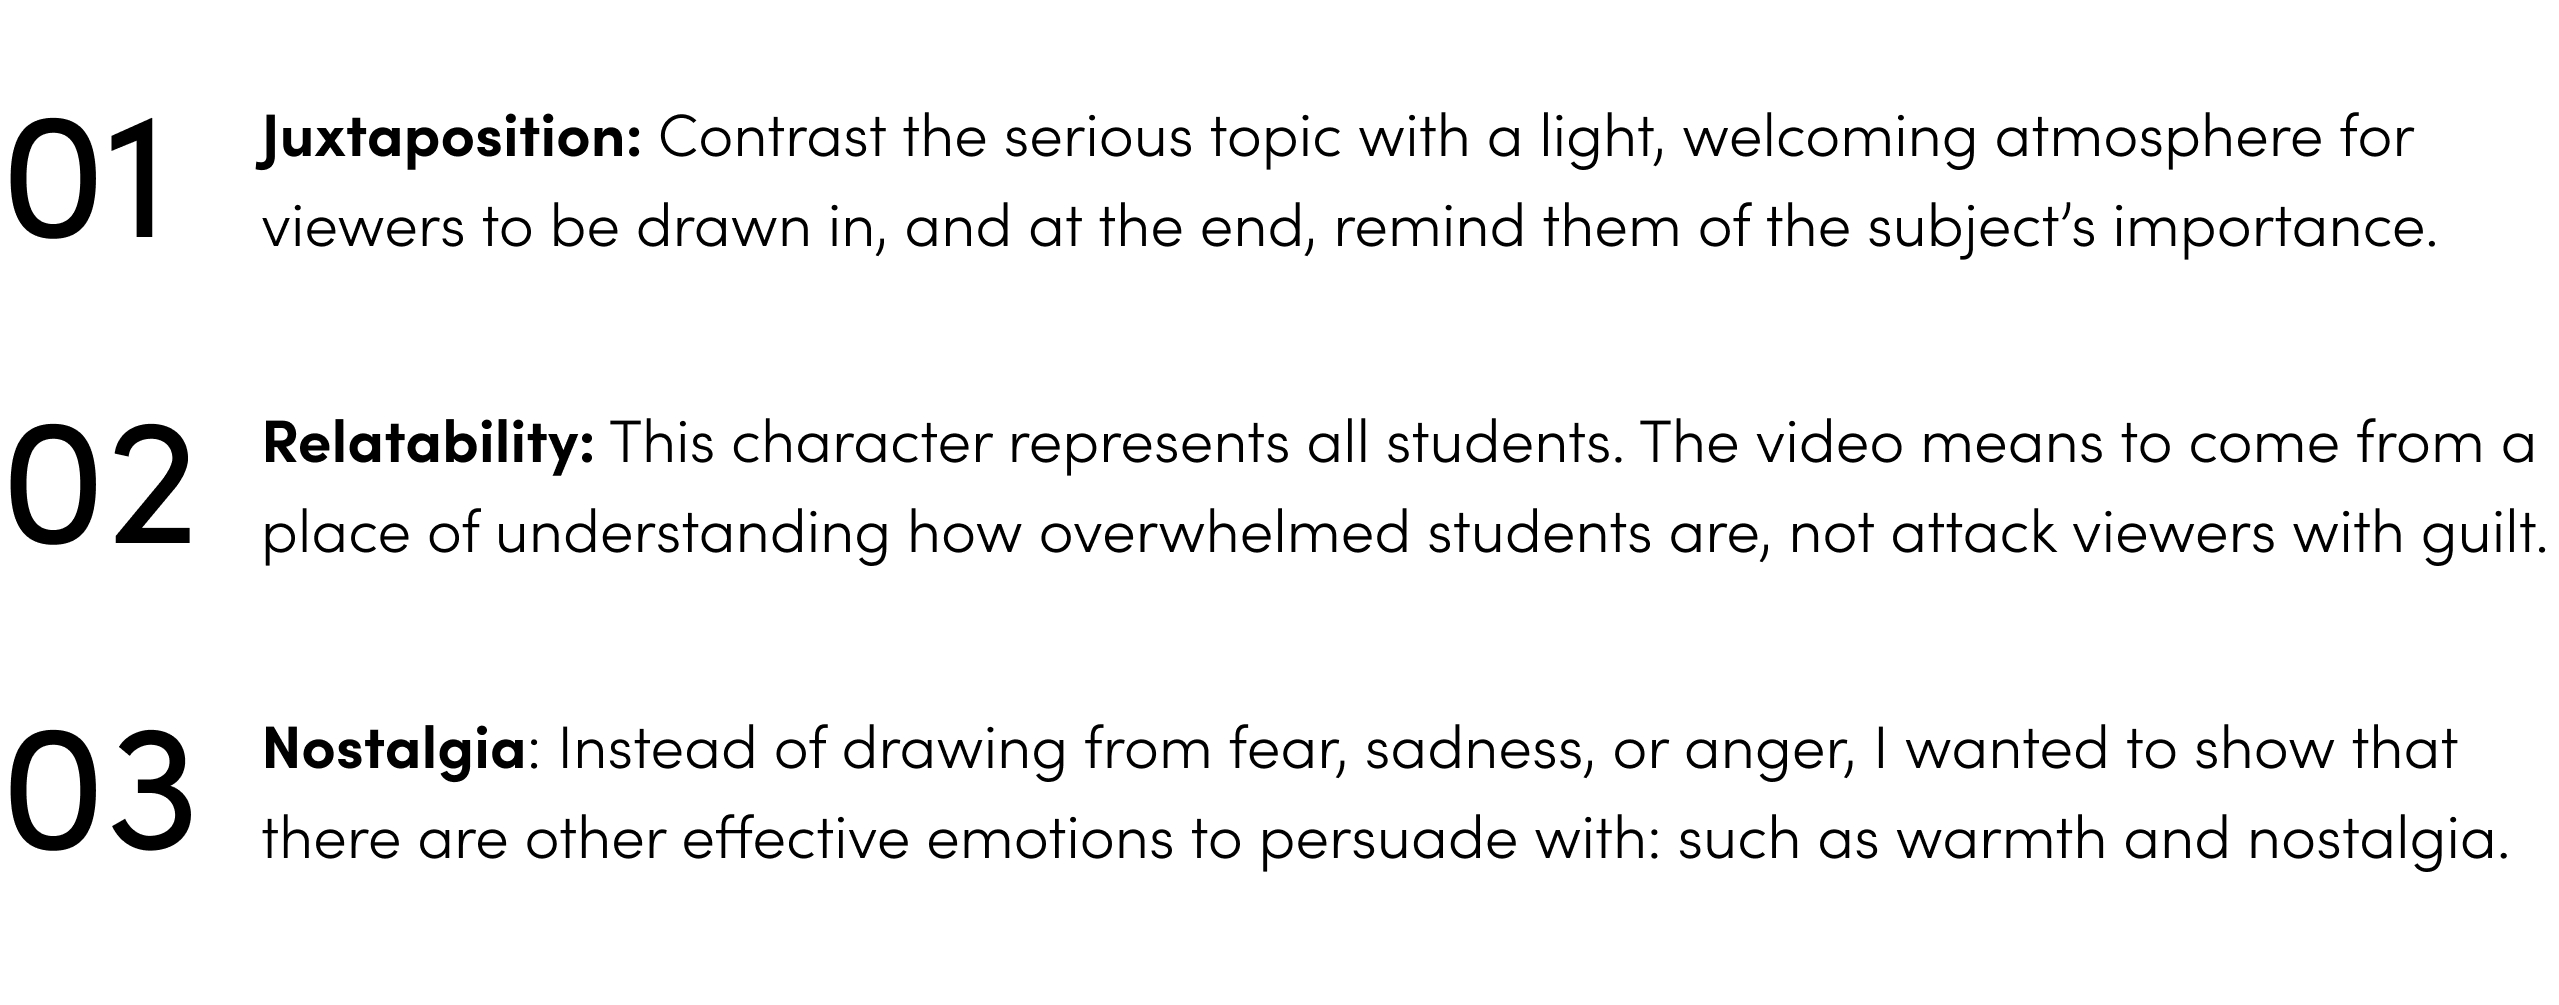 01
Juxtaposition: Contrast the serious topic with a light, welcoming atmosphere for
viewers to be drawn in, and at the end, remind them of the subject’s importance.
02
Relatability: This character represents all students. The video means to come from a
place of understanding how overwhelmed students are, not attack viewers with guilt.
03
Nostalgia: Instead of drawing from fear, sadness, or anger, I wanted to show that
there are other effective emotions to persuade with: such as warmth and nostalgia.